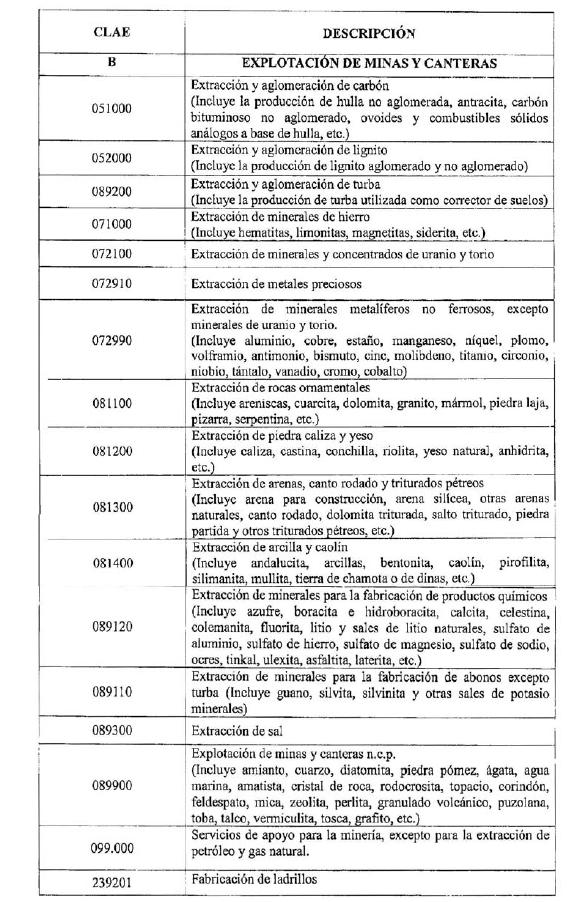 CLAE DESCRIPCIÓN
B EXPLOTACIÓN DE MINAS Y CANTERAS
051000
Extracción y aglomeración de carbón
(Incluye la producción de hulla no aglomerada, antracita, carbón
bituminoso no aglomerado, ovoides y combustibles sólidos
análogos a base de hulla, etc.)
052000
Extracción y aglomeración de lignito
(Incluye la producción de lignito aglomerado y no aglomerado)
089200
Extracción y aglomeración de turba
(Incluye la producción de turba utilizada como corrector de suelos)
071000
Extracción de minerales de hierro
(Incluye hematitas, limonitas, magnetitas, siderita, etc.)
072100 Extracción de minerales y concentrados de uranio y torio
072910 Extracción de metales preciosos
072990
Extracción de minerales metalíferos no ferrosos, excepto
minerales de uranio y torio.
(Incluye aluminio, cobre, estaño, manganeso, níquel, plomo,
volframio, antimonio, bismuto, cinc, molibdeno, titanio, circonio,
niobio, tántalo, vanadio, cromo, cobalto)
081100
Extracción de rocas ornamentales
(Incluye areniscas, cuarcita, dolomita, granito, mármol, piedra laja,
pizarra, serpentina, etc.)
081200
Extracción de piedra caliza y yeso
(Incluye caliza, castina, conchilla, riolita, yeso natural, anhidrita,
etc.)
081300
Extracción de arenas, canto rodado y triturados pétreos
(Incluye arena para construcción, arena silícea, otras arenas
naturales, canto rodado, dolomita triturada, salto triturado, piedra
partida y otros triturados pétreos, etc.)
081400
Extracción de arcilla y caolín
(Incluye andalucita, arcillas, bentonita, caolín, pirofilita,
silimanita, mullita, tierra de chamota o de dinas, etc.)
089120
Extracción de minerales para la fabricación de productos químicos
(Incluye azufre, boracita e hidroboracita, calcita, celestina,
colemanita, fluorita, litio y sales de litio naturales, sulfato de
aluminio, sulfato de hierro, sulfato de magnesio, sulfato de sodio,
ocres, tinkal, ulexita, asfaltita, laterita, etc.)
089110
Extracción de minerales para la fabricación de abonos excepto
turba (Incluye guano, silvita, silvinita y otras sales de potasio
minerales)
089300 Extracción de sal
089900
Explotación de minas y canteras n.c.p.
(Incluye amianto, cuarzo, diatomita, piedra pómez, ágata, agua
marina, amatista, cristal de roca, rodocrosita, topacio, corindón,
feldespato, mica, zeolita, perlita, granulado volcánico, puzolana,
toba, talco, vermiculita, tosca, grafito, etc.)
099.000
Servicios de apoyo para la minería, excepto para la extracción de
petróleo y gas natural.
239201 Fabricación de ladrillos